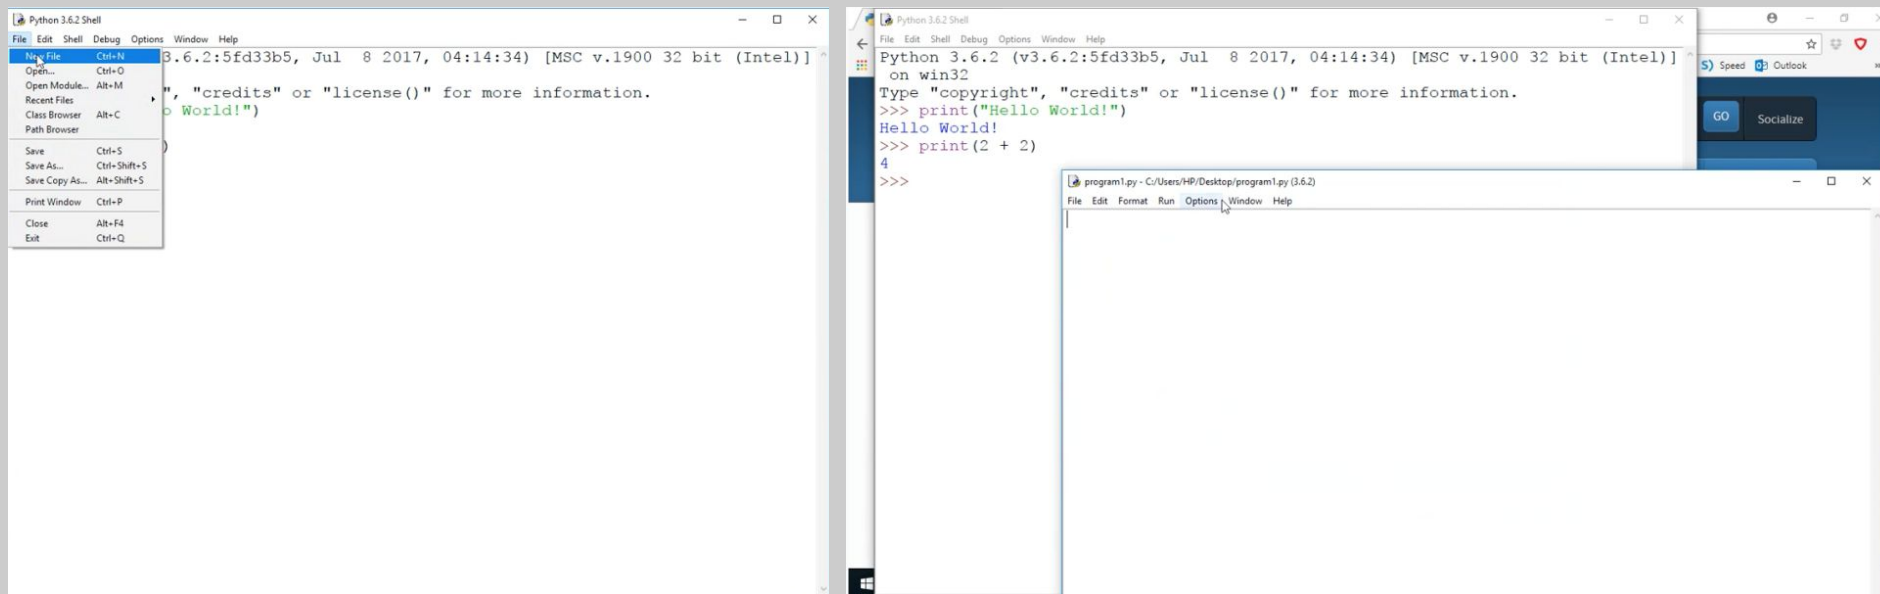 Python 3.6.2 Shell
File Edit Shell Debug Options Window Help
New File Ctrl+N
Open... Ctrl+O
Open Module... Alt+M
Recent Files
Class Browser Alt+C
Path Browser
Save Ctrl+S
Save As... Ctrl+Shift+S
Save Copy As... Alt+Shift+S
Print Window Ctrl+P
Close Alt+F4
Exit Ctrl+Q
3.6.2:5fd33b5, Jul 8 2017, 04:14:34) [MSC v.1900 32 bit (Intel)]
", "credits" or "license()" for more information.
o World!")
)
Python 3.6.2 Shell
File Edit Shell Debug Options Window Help
Python 3.6.2 (v3.6.2:5fd33b5, Jul 8 2017, 04:14:34) [MSC v.1900 32 bit (Intel)]
on win32
Type "copyright", "credits" or "license()" for more information.
>>> print("Hello World!")
Hello World!
>>> print(2 + 2)
4
>>>
Speed Outlook
GO Socialize
program1.py - C:/Users/HP/Desktop/program1.py (3.6.2)
File Edit Format Run Options Window Help